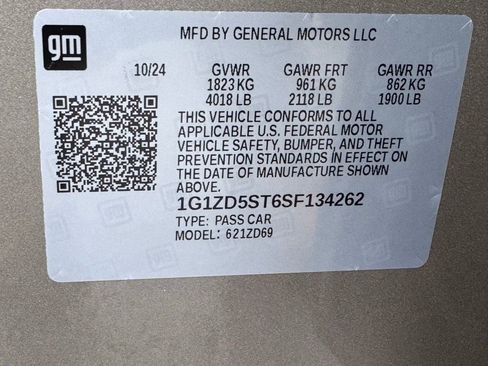 gm
MFD BY GENERAL MOTORS LLC
10/24 GVWR GAWR FRT GAWR RR
1823 KG 961 KG 862 KG
4018 LB 2118 LB 1900 LB
THIS VEHICLE CONFORMS TO ALL
APPLICABLE U.S. FEDERAL MOTOR
VEHICLE SAFETY, BUMPER, AND THEFT
PREVENTION STANDARDS IN EFFECT ON
THE DATE OF MANUFACTURE SHOWN
ABOVE.
1G1ZD5ST6SF134262
TYPE: PASS CAR
MODEL: 621ZD69